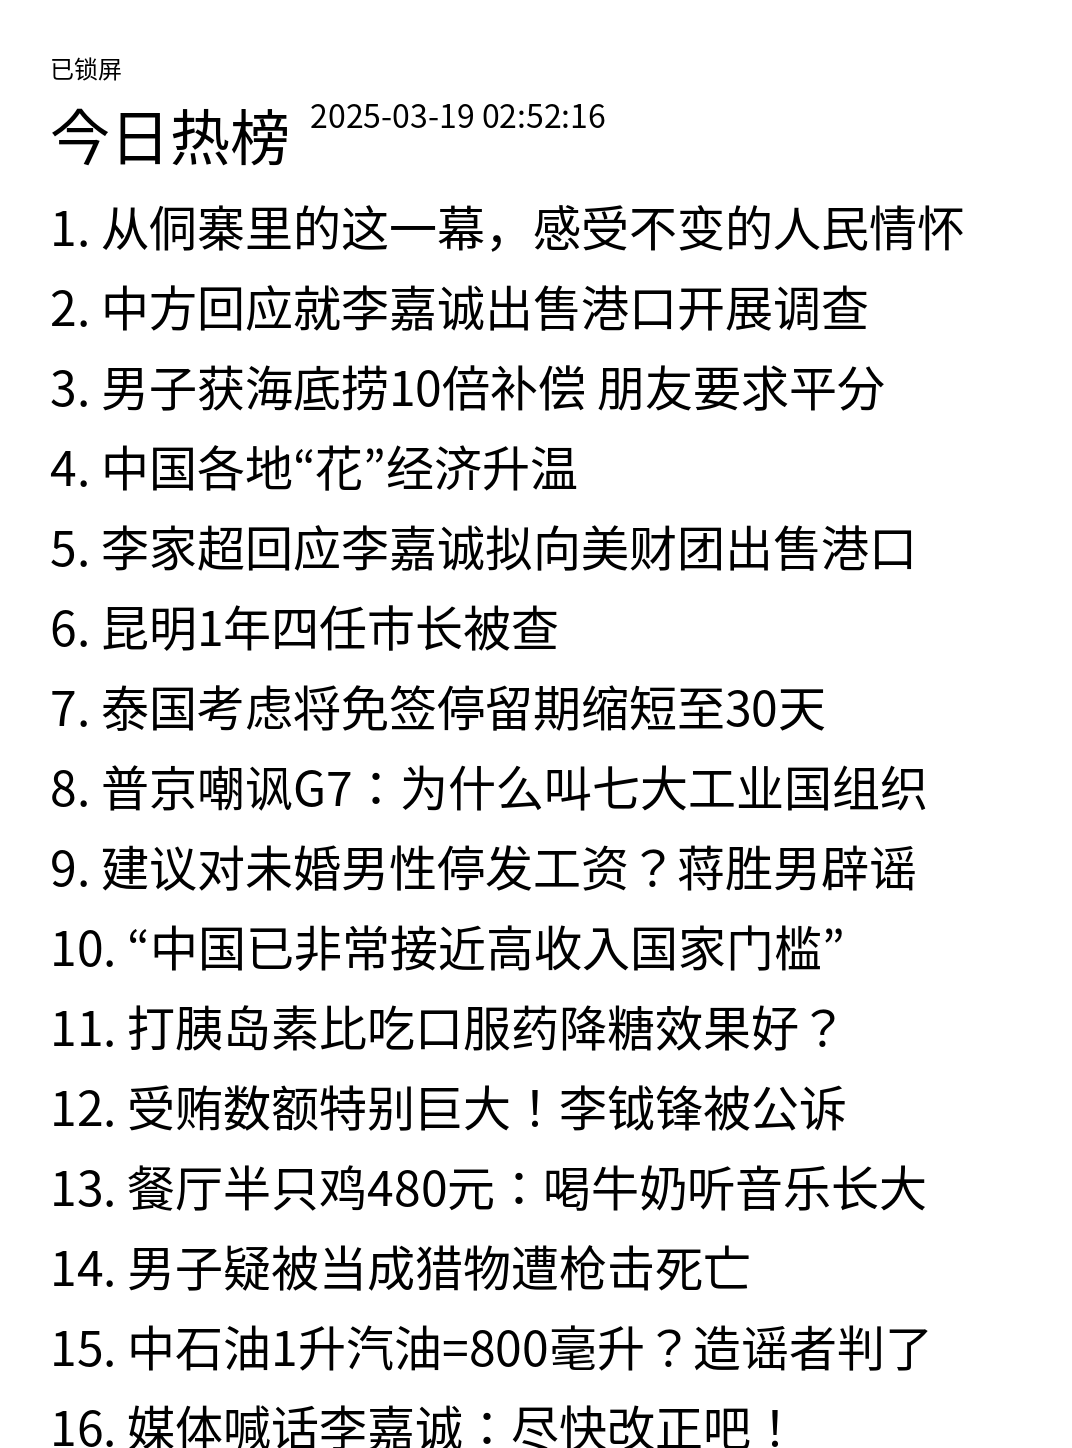 已锁屏
今日热榜 2025-03-19 02:52:16
1. 从侗寨里的这一幕，感受不变的人民情怀
2. 中方回应就李嘉诚出售港口开展调查
3. 男子获海底捞10倍补偿 朋友要求平分
4. 中国各地“花”经济升温
5. 李家超回应李嘉诚拟向美财团出售港口
6. 昆明1年四任市长被查
7. 泰国考虑将免签停留期缩短至30天
8. 普京嘲讽G7：为什么叫七大工业国组织
9. 建议对未婚男性停发工资？蒋胜男辟谣
10. “中国已非常接近高收入国家门槛”
11. 打胰岛素比吃口服药降糖效果好？
12. 受贿数额特别巨大！李钺锋被公诉
13. 餐厅半只鸡480元：喝牛奶听音乐长大
14. 男子疑被当成猎物遭枪击死亡
15. 中石油1升汽油=800毫升？造谣者判了
16. 媒体喊话李嘉诚：尽快改正吧！